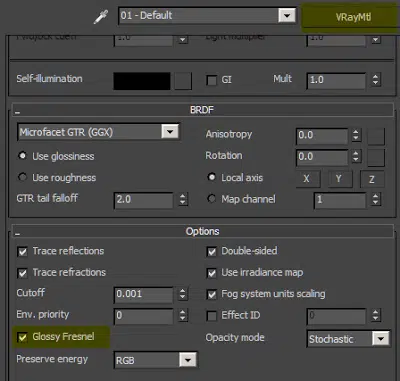 01 - Default VRayMtl
1.0 Light multiplier 1.0
Self-illumination GI Mult 1.0
BRDF
Microfacet GTR (GGX) Anisotropy 0.0
Use glossiness Rotation 0.0
Use roughness Local axis X Y Z
GTR tail falloff 2.0 Map channel 1
Options
Trace reflections Double-sided
Trace refractions Use irradiance map
Cutoff 0.001 Fog system units scaling
Env. priority 0 Effect ID 0
Glossy Fresnel Opacity mode Stochastic
Preserve energy RGB